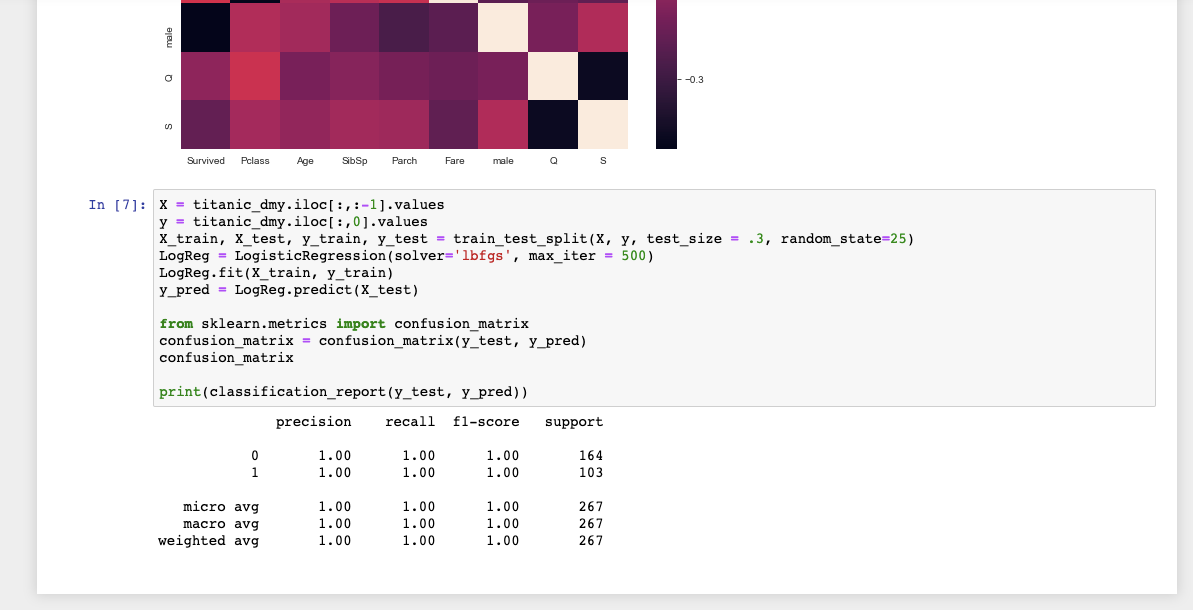 male
Q
-0.3
S
Survived Pclass Age SibSp Parch Fare male Q S
In [7]: X = titanic_dmy.iloc[:,:-1].values
y = titanic_dmy.iloc[:,0].values
X_train, X_test, y_train, y_test = train_test_split(X, y, test_size = .3, random_state=25)
LogReg = LogisticRegression(solver='lbfgs', max_iter = 500)
LogReg.fit(X_train, y_train)
y_pred = LogReg.predict(X_test)
from sklearn.metrics import confusion_matrix
confusion_matrix = confusion_matrix(y_test, y_pred)
confusion_matrix
print(classification_report(y_test, y_pred))
precision recall f1-score support
0 1.00 1.00 1.00 164
1 1.00 1.00 1.00 103
micro avg 1.00 1.00 1.00 267
macro avg 1.00 1.00 1.00 267
weighted avg 1.00 1.00 1.00 267